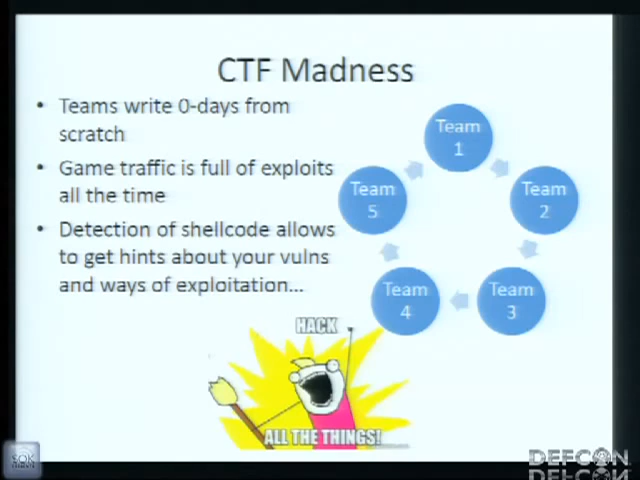 CTF Madness
• Teams write 0-days from
scratch
• Game traffic is full of exploits
all the time
• Detection of shellcode allows
to get hints about your vulns
and ways of exploitation...
Team
1
Team
2
Team
3
Team
4
Team
5
HACK
ALL THE THINGS!
DEFCON
DEFCON